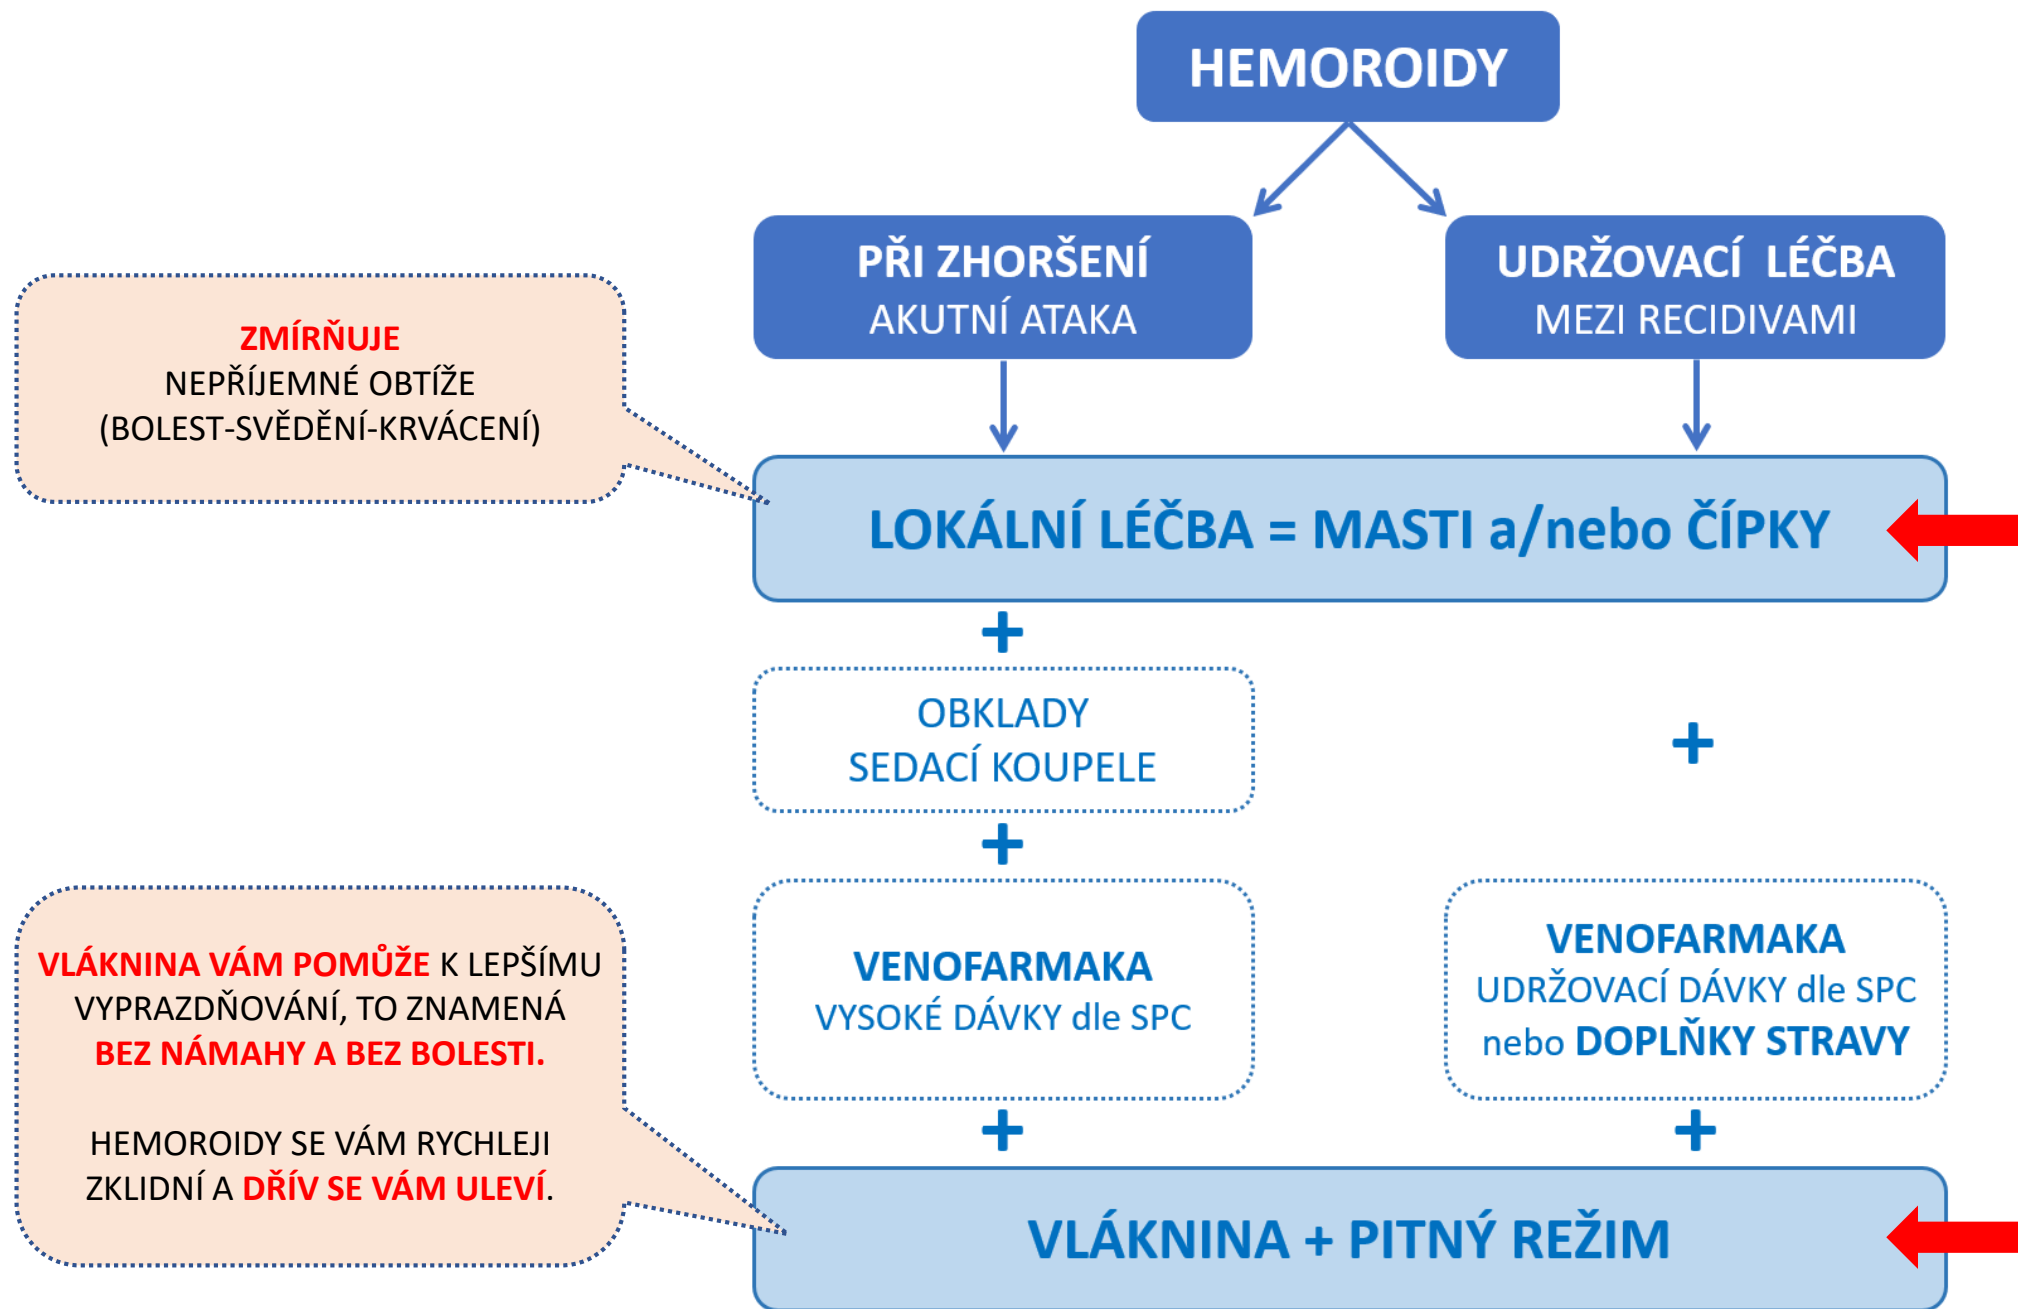 HEMOROIDY
PŘI ZHORŠENÍ
AKUTNÍ ATAKA
UDRŽOVACÍ LÉČBA
MEZI RECIDIVAMI
ZMÍRŇUJE
NEPŘÍJEMNÉ OBTÍŽE
(BOLEST-SVĚDĚNÍ-KRVÁCENÍ)
LOKÁLNÍ LÉČBA = MASTI a/nebo ČÍPKY
+
OBKLADY
SEDACÍ KOUPELE
+
+
VENOFARMAKA
VYSOKÉ DÁVKY dle SPC
VENOFARMAKA
UDRŽOVACÍ DÁVKY dle SPC
nebo DOPLŇKY STRAVY
VLÁKNINA VÁM POMŮŽE K LEPŠÍMU
VYPRAZDŇOVÁNÍ, TO ZNAMENÁ
BEZ NÁMAHY A BEZ BOLESTI.
HEMOROIDY SE VÁM RYCHLEJI
ZKLIDNÍ A DŘÍV SE VÁM ULEVÍ.
+
+
VLÁKNINA + PITNÝ REŽIM